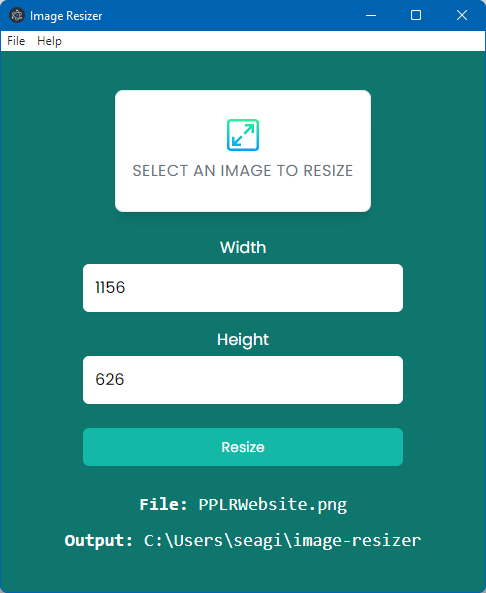 Image Resizer
File Help
SELECT AN IMAGE TO RESIZE
Width
1156
Height
626
Resize
File: PPLRWebsite.png
Output: C:\Users\seagi\image-resizer